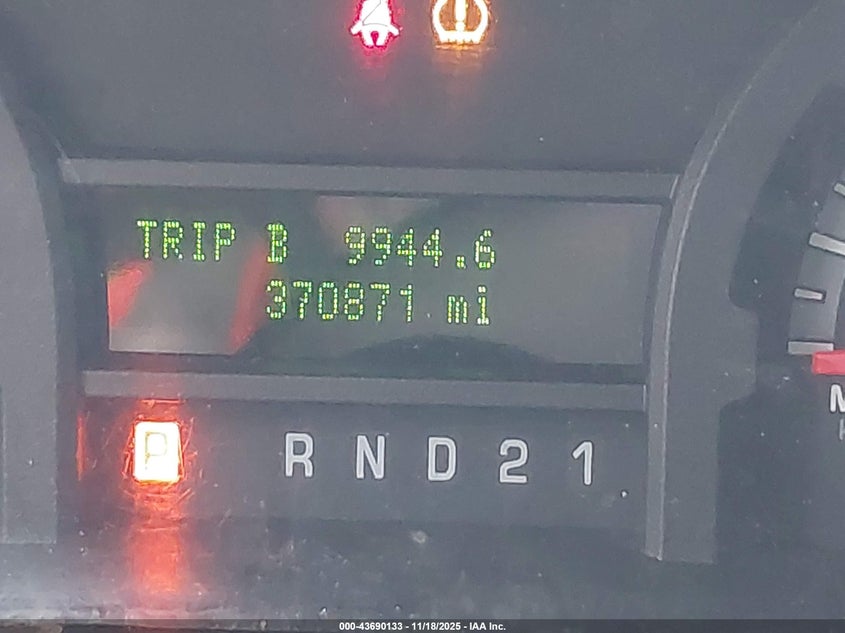 TRIP B 9944.6
370871 mi
P R N D 2 1
000-43690133 - 11/18/2025 - IAA Inc.